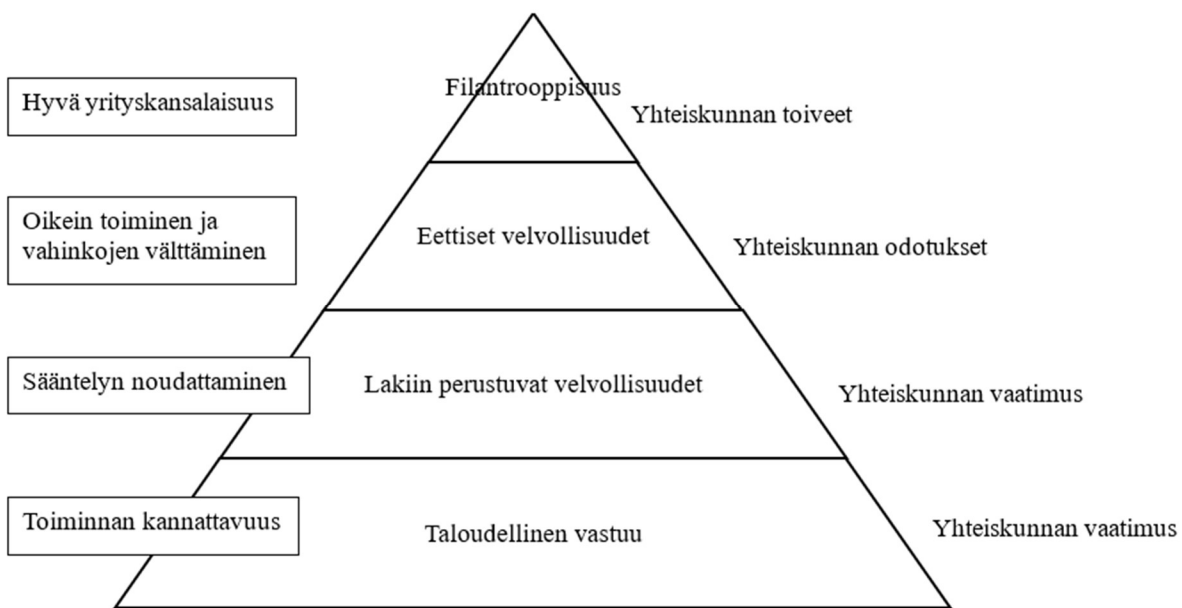 Filantrooppisuus
Hyvä yrityskansalaisuus
Yhteiskunnan toiveet
Oikein toiminen ja
vahinkojen välttäminen
Eettiset velvollisuudet
Yhteiskunnan odotukset
Sääntelyn noudattaminen
Lakiin perustuvat velvollisuudet
Yhteiskunnan vaatimus
Toiminnan kannattavuus
Taloudellinen vastuu
Yhteiskunnan vaatimus